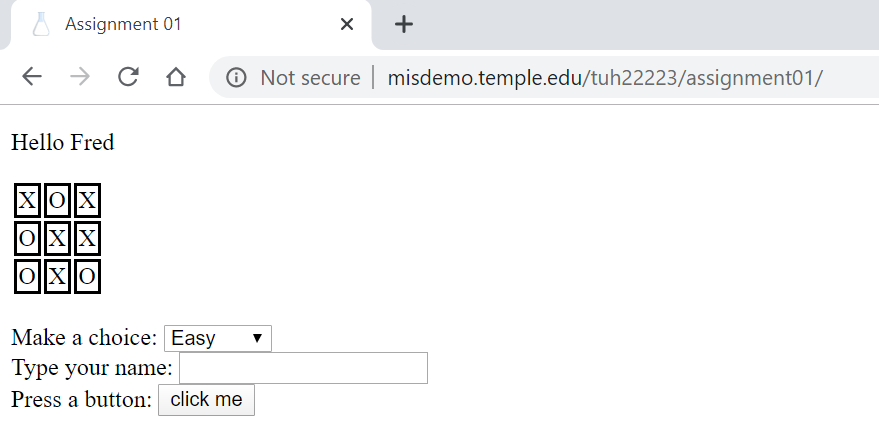 Assignment 01
Not secure | misdemo.temple.edu/tuh22223/assignment01/
Hello Fred
X O X
O X X
O X O
Make a choice: Easy
Type your name:
Press a button: click me